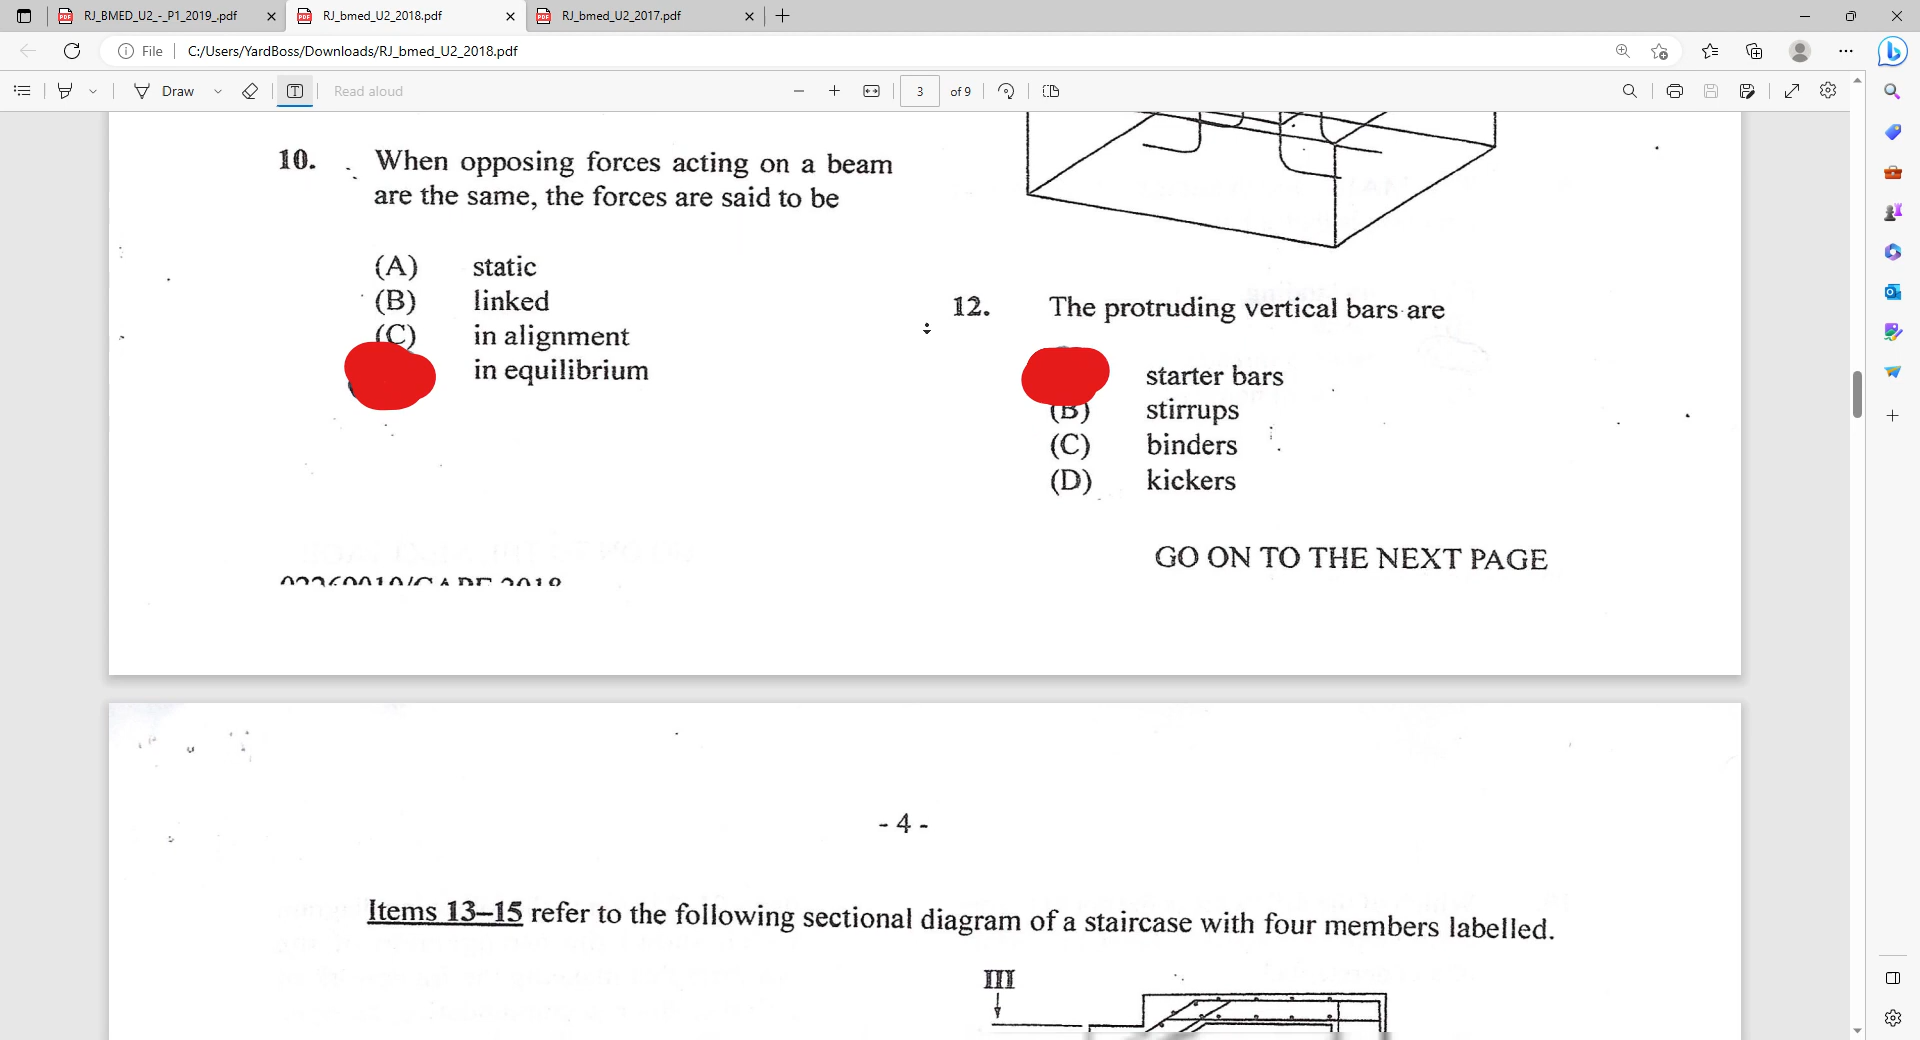 RJ_BMED_U2_-_P1_2019_.pdf
RJ_bmed_U2_2018.pdf
RJ_bmed_U2_2017.pdf
File
C:/Users/YardBoss/Downloads/RJ_bmed_U2_2018.pdf
Draw
Read aloud
3
of 9
10. When opposing forces acting on a beam
are the same, the forces are said to be
(A) static
(B) linked
(C) in alignment
in equilibrium
12. The protruding vertical bars are
starter bars
(B) stirrups
(C) binders
(D) kickers
GO ON TO THE NEXT PAGE
02269010/CAPE 2018
- 4 -
Items 13–15 refer to the following sectional diagram of a staircase with four members labelled.
III